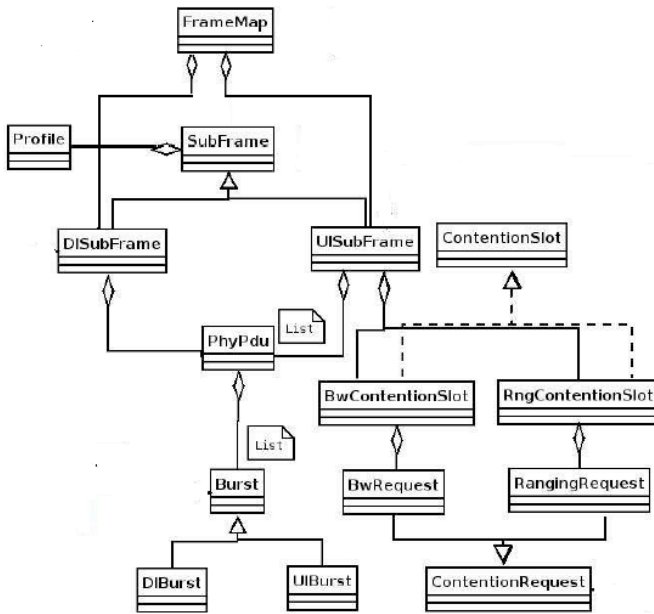 FrameMap
Profile
SubFrame
DlSubFrame
UlSubFrame
ContentionSlot
PhyPdu
List
BwContentionSlot
RngContentionSlot
List
Burst
BwRequest
RangingRequest
DlBurst
UlBurst
ContentionRequest